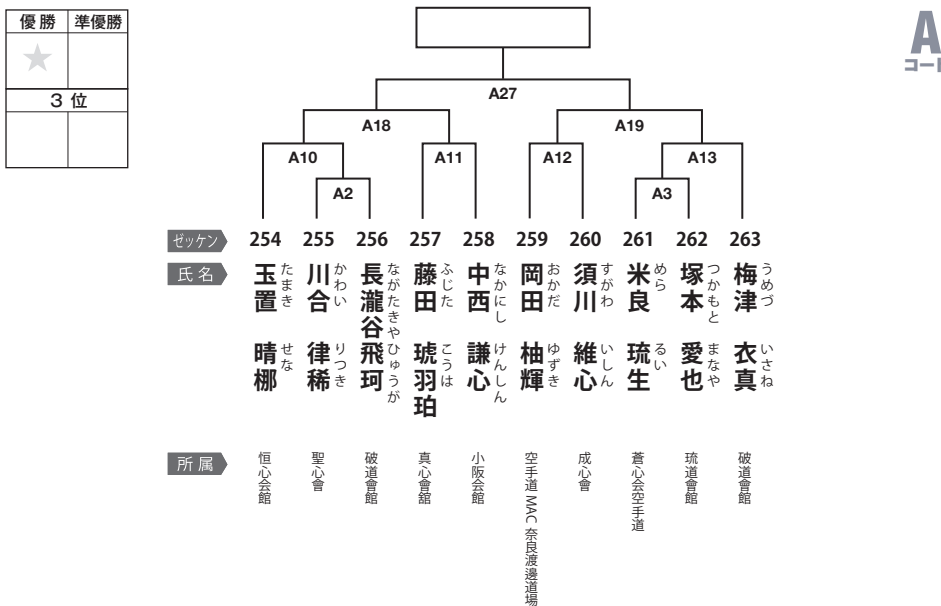 優勝 準優勝
3位
A
コート
A27
A18 A19
A10 A11 A12 A13
A2 A3
ゼッケン 254 255 256 257 258 259 260 261 262 263
氏名
玉置 晴梛
たまき せな
川合 律稀
かわい りつき
長瀧谷 飛珂
ながたきや ひゅうが
藤田 琥羽珀
ふじた こうは
中西 謙心
なかにし けんしん
岡田 柚輝
おかだ ゆずき
須川 維心
すがわ いしん
米良 琉生
めら るい
塚本 愛也
つかもと まなや
梅津 衣真
うめづ いさね
所属
恒心会館
聖心會
破道會館
真心會舘
小阪会館
空手道 MAC 奈良渡邊道場
成心會
蒼心会空手道
琉道會館
破道會館